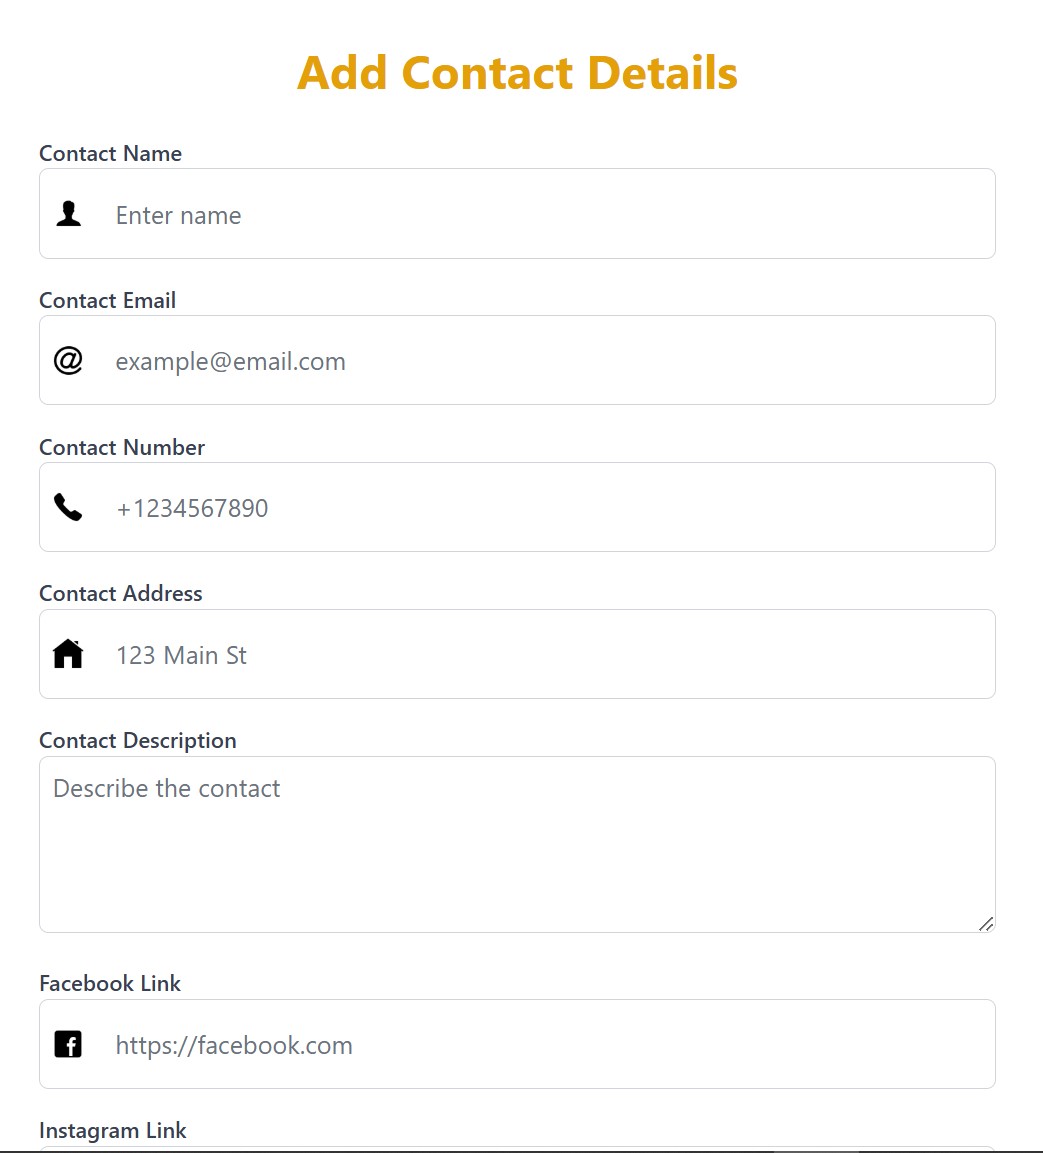 Add Contact Details
Contact Name
Enter name
Contact Email
example@email.com
Contact Number
+1234567890
Contact Address
123 Main St
Contact Description
Describe the contact
Facebook Link
https://facebook.com
Instagram Link